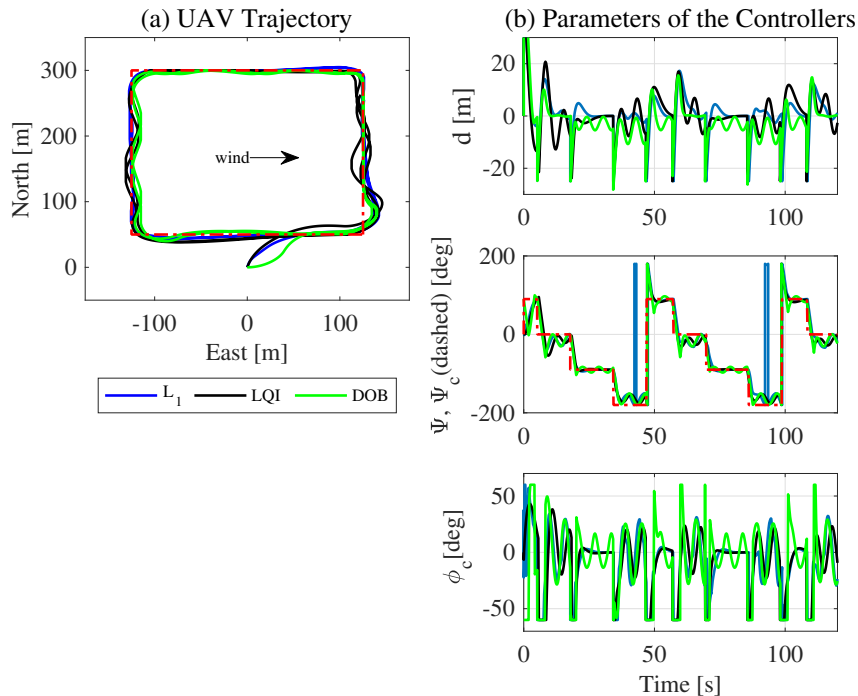 (a) UAV Trajectory
North [m]
300
200
100
0
wind
-100
0
100
East [m]
L1
LQI
DOB
(b) Parameters of the Controllers
d [m]
20
0
-20
0
50
100
Ψ, Ψc (dashed) [deg]
200
0
-200
0
50
100
ϕc [deg]
50
0
-50
0
50
100
Time [s]